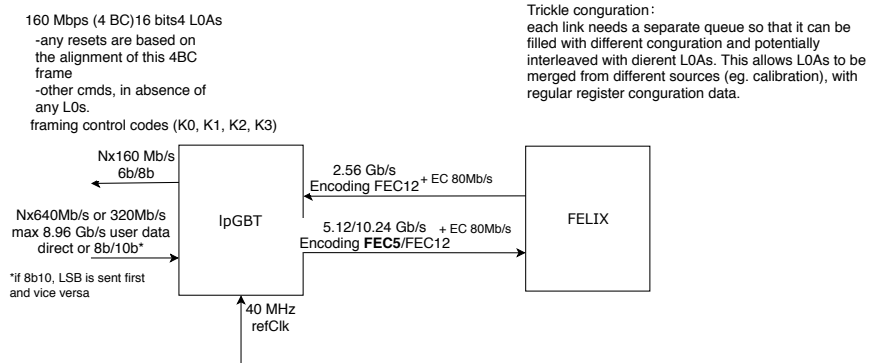 160 Mbps (4 BC)16 bits4 L0As
-any resets are based on
the alignment of this 4BC
frame
-other cmds, in absence of
any L0s.
framing control codes (K0, K1, K2, K3)
Trickle conguration:
each link needs a separate queue so that it can be
filled with different conguration and potentially
interleaved with dierent L0As. This allows L0As to be
merged from different sources (eg. calibration), with
regular register conguration data.
Nx160 Mb/s
6b/8b
Nx640Mb/s or 320Mb/s
max 8.96 Gb/s user data
direct or 8b/10b*
*if 8b10, LSB is sent first
and vice versa
lpGBT
2.56 Gb/s
Encoding FEC12 + EC 80Mb/s
5.12/10.24 Gb/s + EC 80Mb/s
Encoding FEC5/FEC12
FELIX
40 MHz
refClk